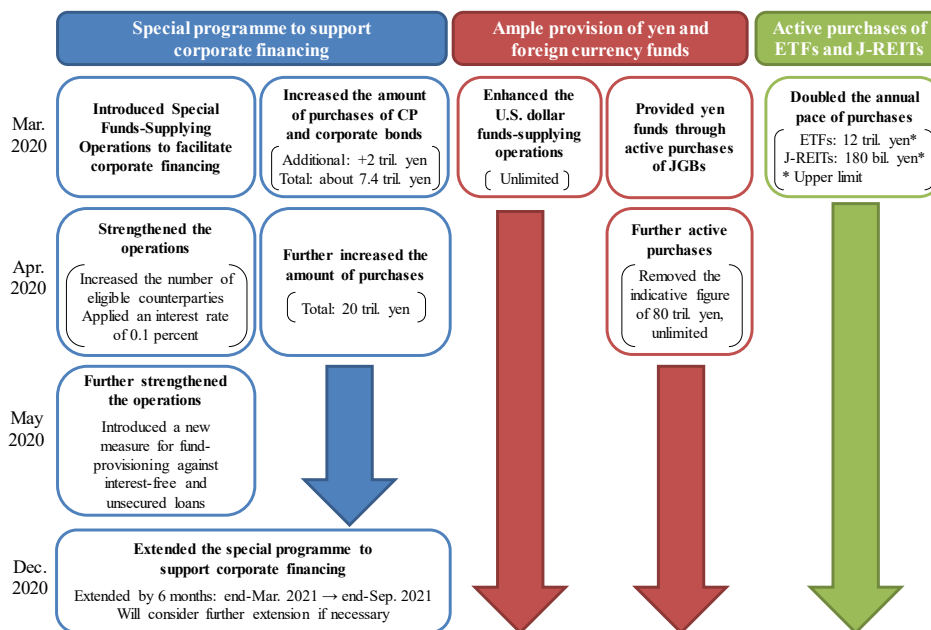 Special programme to support
corporate financing
Ample provision of yen and
foreign currency funds
Active purchases of
ETFs and J-REITs
Mar.
2020
Introduced Special
Funds-Supplying
Operations to facilitate
corporate financing
Increased the amount
of purchases of CP
and corporate bonds
Additional: +2 tril. yen
Total: about 7.4 tril. yen
Enhanced the
U.S. dollar
funds-supplying
operations
Unlimited
Provided yen
funds through
active purchases
of JGBs
Doubled the annual
pace of purchases
ETFs: 12 tril. yen*
J-REITs: 180 bil. yen*
* Upper limit
Apr.
2020
Strengthened the
operations
Increased the number of
eligible counterparties
Applied an interest rate
of 0.1 percent
Further increased the
amount of purchases
Total: 20 tril. yen
Further active
purchases
Removed the
indicative figure
of 80 tril. yen,
unlimited
May
2020
Further strengthened
the operations
Introduced a new
measure for fund-
provisioning against
interest-free and
unsecured loans
Dec.
2020
Extended the special programme to
support corporate financing
Extended by 6 months: end-Mar. 2021 → end-Sep. 2021
Will consider further extension if necessary